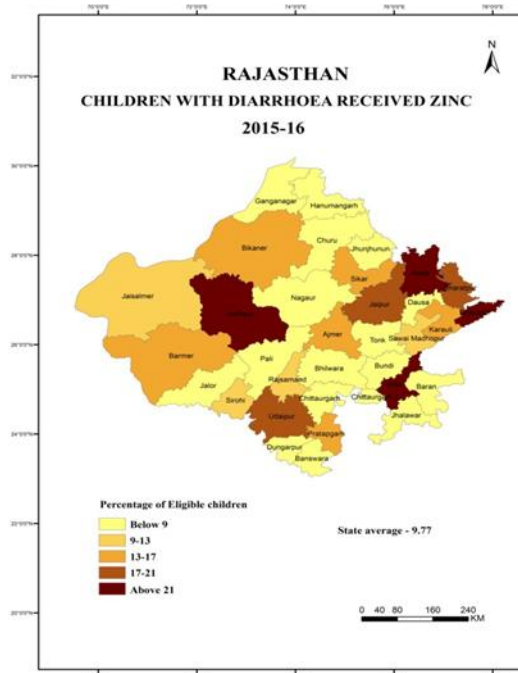 N
RAJASTHAN
CHILDREN WITH DIARRHOEA RECEIVED ZINC
2015-16
Ganganagar
Hanumangarh
Churu
Bikaner
Jhunjhunun
Sikar
Jaisalmer
Nagaur
Jaipur
Dausa
Bharatpur
Karauli
Ajmer
Tonk
Sawai Madhopur
Barmer
Pali
Bhilwara
Bundi
Jalor
Rajsamand
Sirohi
Chittaurgarh
Chittaurgarh
Baran
Udaipur
Jhalawar
Pratapgarh
Dungarpur
Banswara
Percentage of Eligible children
Below 9
9-13
13-17
17-21
Above 21
State average - 9.77
0 40 80 160 240
KM